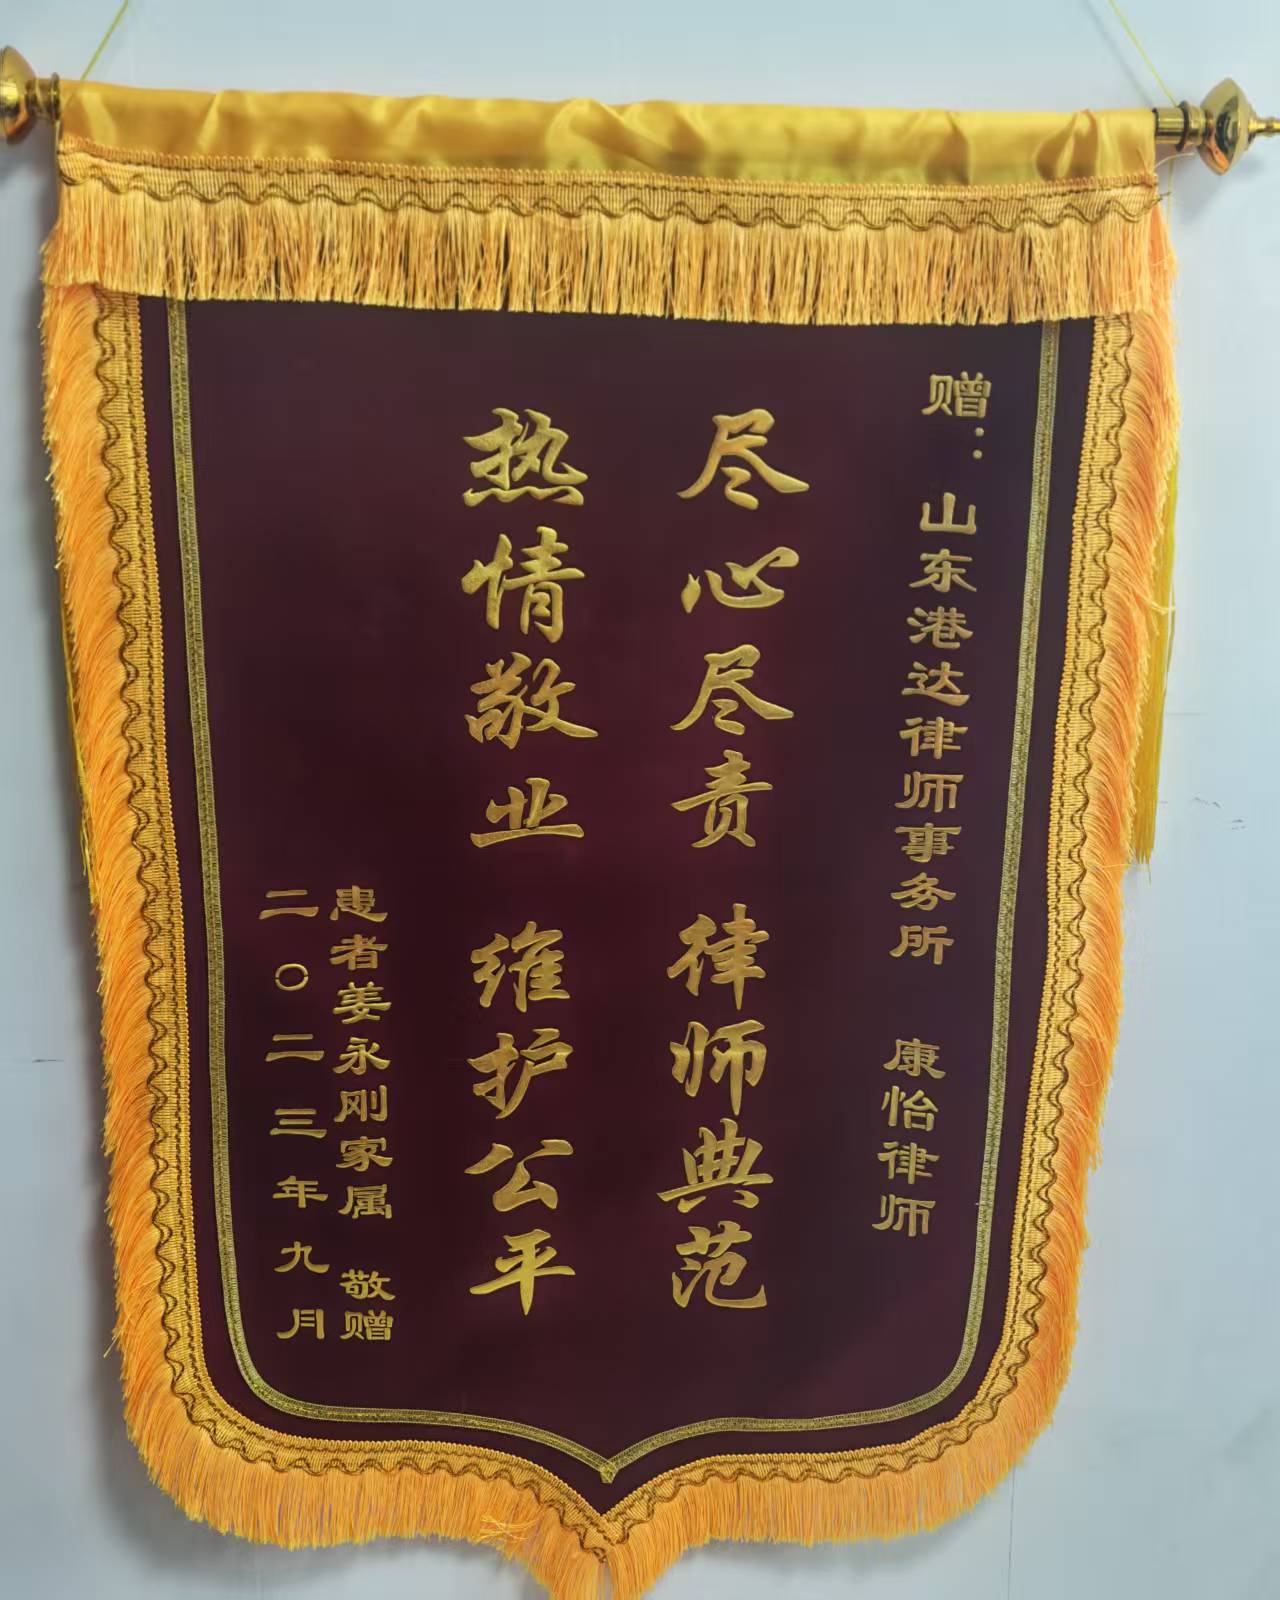 赠：山东港达律师事务所 康怡律师
尽心尽责 律师典范
热情敬业 维护公平
患者姜永刚家属 敬赠
二〇二三年九月